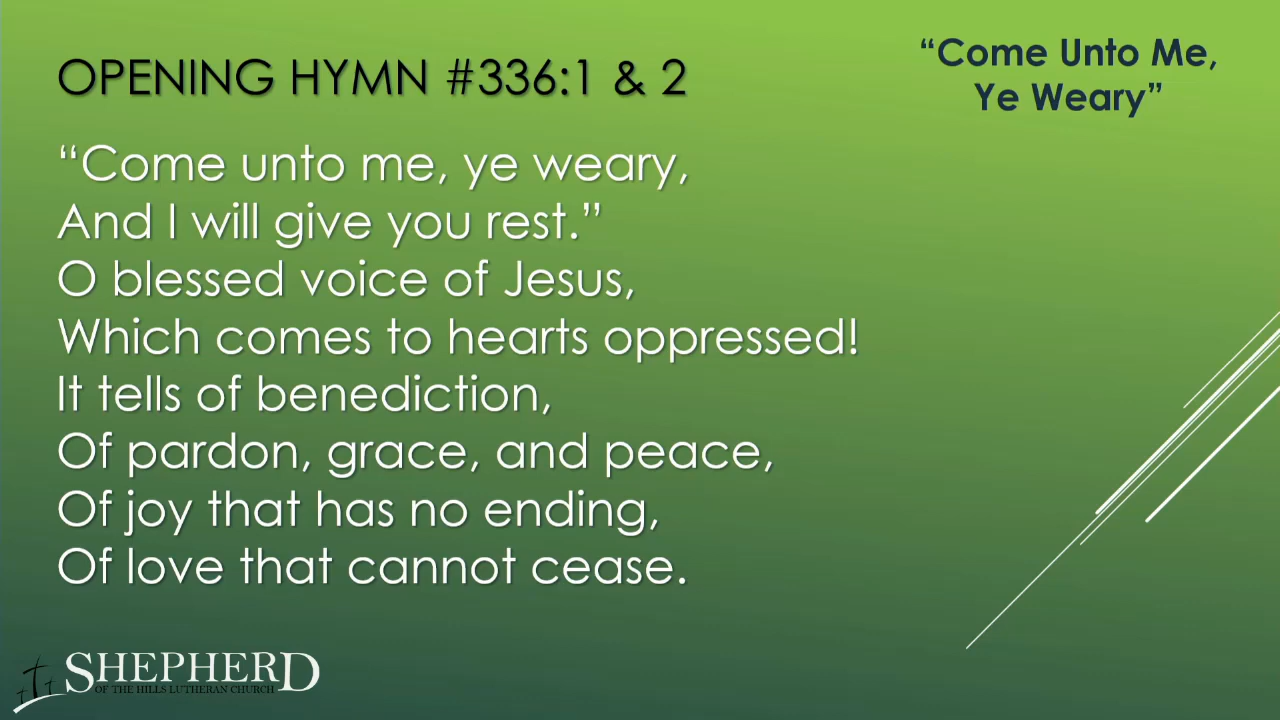 OPENING HYMN #336:1 & 2
“Come Unto Me,
Ye Weary”
“Come unto me, ye weary,
And I will give you rest.”
O blessed voice of Jesus,
Which comes to hearts oppressed!
It tells of benediction,
Of pardon, grace, and peace,
Of joy that has no ending,
Of love that cannot cease.
SHEPHERD
OF THE HILLS LUTHERAN CHURCH